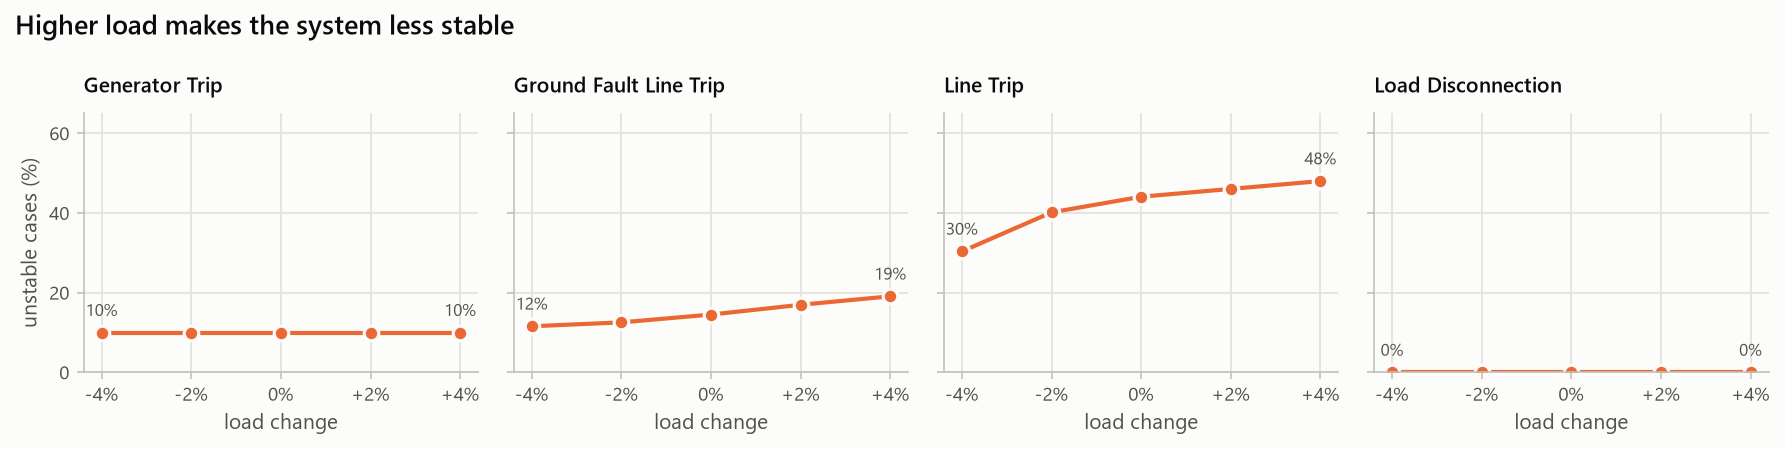 Higher load makes the system less stable
Generator Trip
Ground Fault Line Trip
Line Trip
Load Disconnection
unstable cases (%)
60
40
20
0
10%
10%
12%
19%
30%
48%
0%
0%
-4% -2% 0% +2% +4%
-4% -2% 0% +2% +4%
-4% -2% 0% +2% +4%
-4% -2% 0% +2% +4%
load change
load change
load change
load change